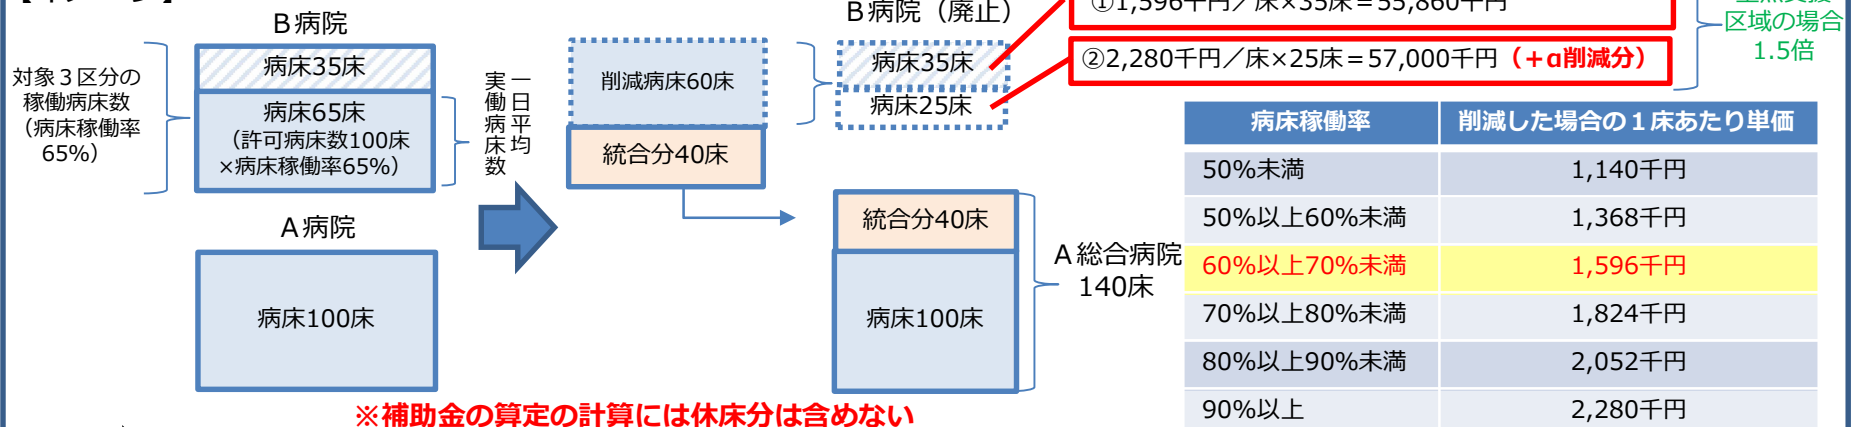 B病院
病床35床
病床65床
（許可病床数100床
×病床稼働率65%）
対象３区分の
稼働病床数
（病床稼働率
65%）
一日平均
実働病床数
A病院
病床100床
削減病床60床
統合分40床
B病院（廃止）
病床35床
病床25床
統合分40床
病床100床
A総合病院
140床
①1,596千円／床×35床＝55,860千円
②2,280千円／床×25床＝57,000千円（＋α削減分）
区域の場合
1.5倍
病床稼働率 削減した場合の１床あたり単価
50%未満 1,140千円
50%以上60%未満 1,368千円
60%以上70%未満 1,596千円
70%以上80%未満 1,824千円
80%以上90%未満 2,052千円
90%以上 2,280千円
※補助金の算定の計算には休床分は含めない